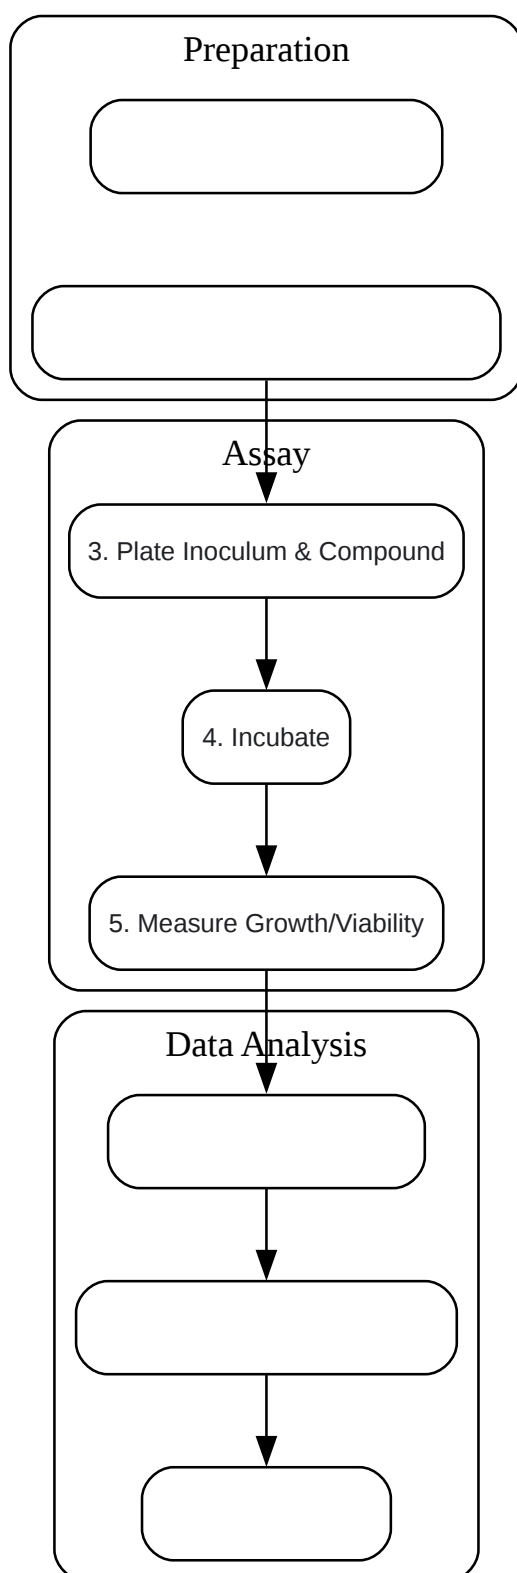 Preparation
Assay
3. Plate Inoculum & Compound
4. Incubate
5. Measure Growth/Viability
Data Analysis